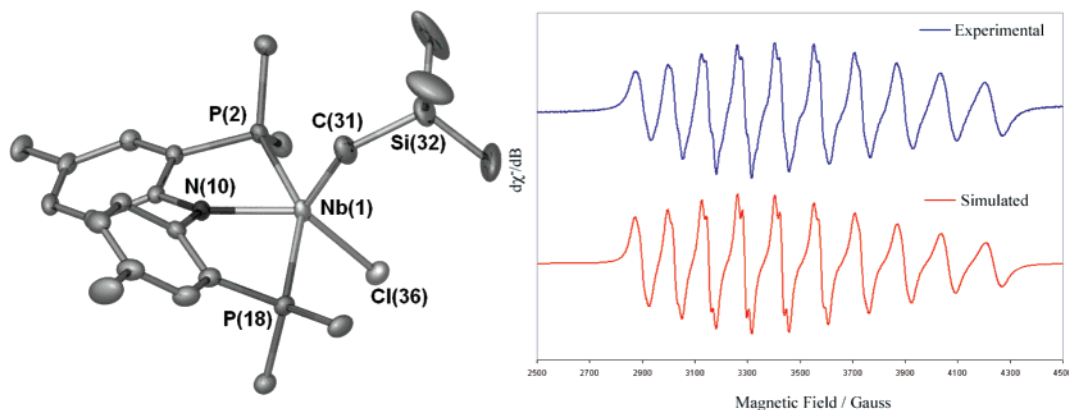 P(2)
C(31)
Si(32)
N(10)
Nb(1)
Cl(36)
P(18)
Experimental
Simulated
dχ"/dB
2500 2700 2900 3100 3300 3500 3700 3900 4100 4300 4500
Magnetic Field / Gauss